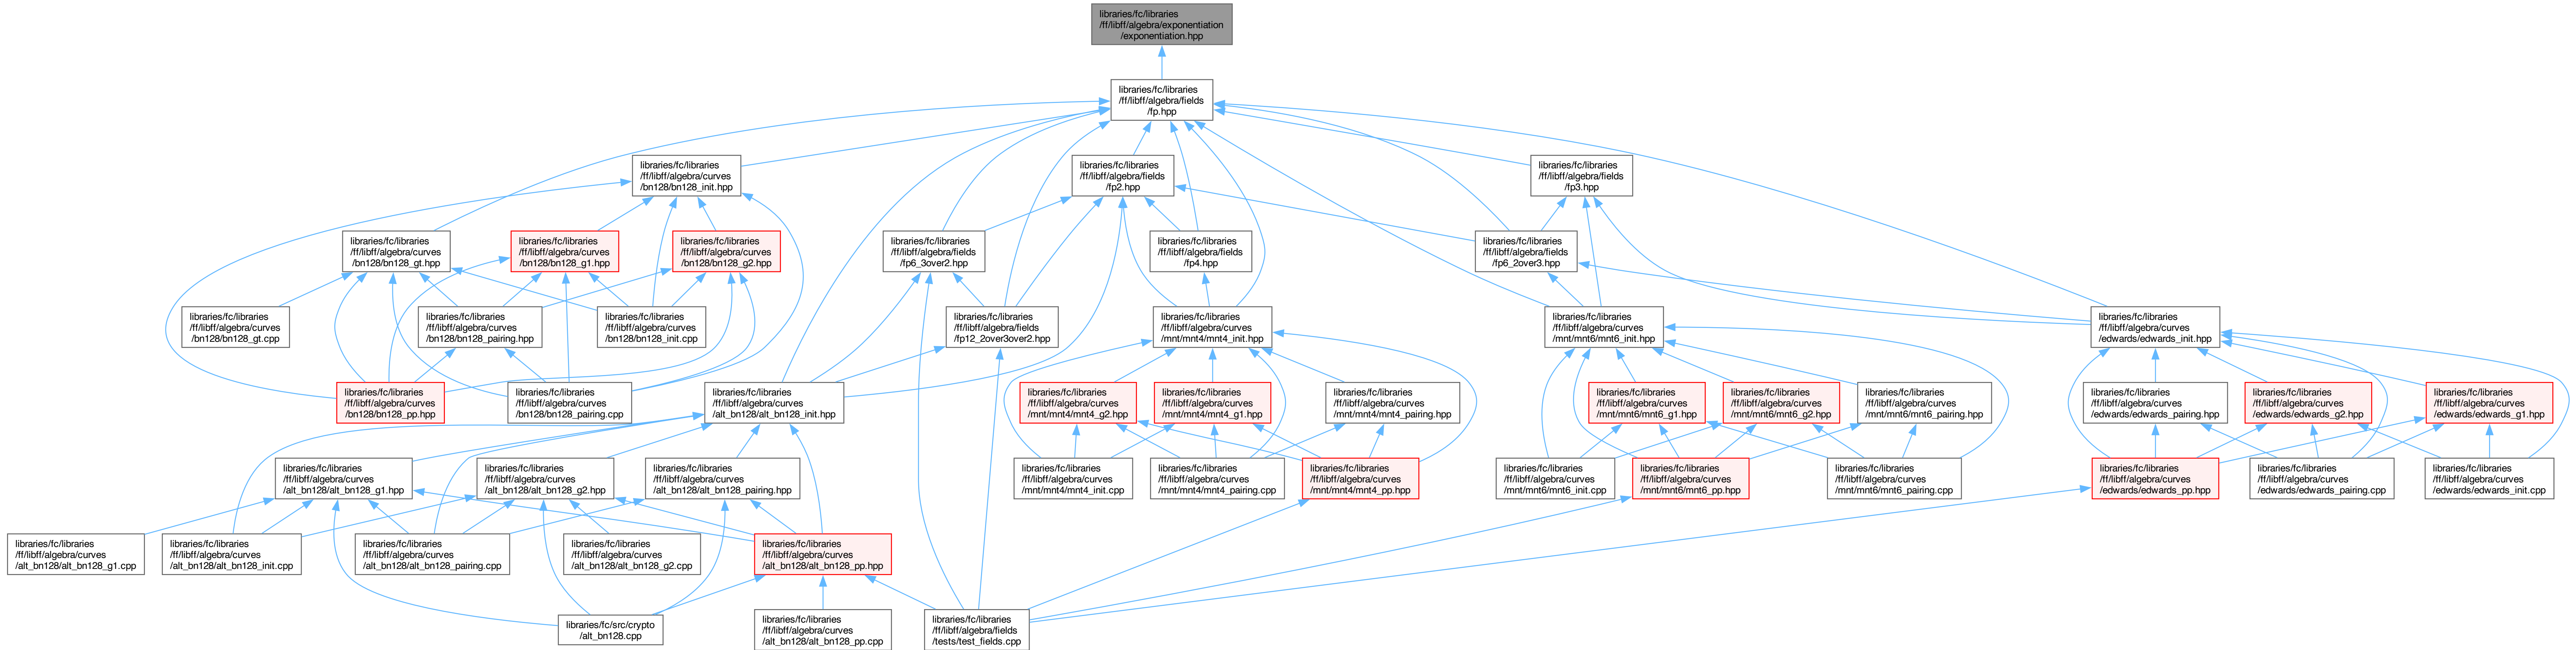 libraries/fc/libraries
/ff/libff/algebra/exponentiation
/exponentiation.hpp
libraries/fc/libraries
/ff/libff/algebra/fields
/fp.hpp
libraries/fc/libraries
/ff/libff/algebra/curves
/bn128/bn128_init.hpp
libraries/fc/libraries
/ff/libff/algebra/fields
/fp2.hpp
libraries/fc/libraries
/ff/libff/algebra/fields
/fp3.hpp
libraries/fc/libraries
/ff/libff/algebra/curves
/bn128/bn128_gt.hpp
libraries/fc/libraries
/ff/libff/algebra/curves
/bn128/bn128_g1.hpp
libraries/fc/libraries
/ff/libff/algebra/curves
/bn128/bn128_g2.hpp
libraries/fc/libraries
/ff/libff/algebra/fields
/fp6_3over2.hpp
libraries/fc/libraries
/ff/libff/algebra/fields
/fp4.hpp
libraries/fc/libraries
/ff/libff/algebra/fields
/fp6_2over3.hpp
libraries/fc/libraries
/ff/libff/algebra/curves
/bn128/bn128_gt.cpp
libraries/fc/libraries
/ff/libff/algebra/curves
/bn128/bn128_pairing.hpp
libraries/fc/libraries
/ff/libff/algebra/curves
/bn128/bn128_init.cpp
libraries/fc/libraries
/ff/libff/algebra/fields
/fp12_2over3over2.hpp
libraries/fc/libraries
/ff/libff/algebra/curves
/mnt/mnt4/mnt4_init.hpp
libraries/fc/libraries
/ff/libff/algebra/curves
/mnt/mnt6/mnt6_init.hpp
libraries/fc/libraries
/ff/libff/algebra/curves
/edwards/edwards_init.hpp
libraries/fc/libraries
/ff/libff/algebra/curves
/bn128/bn128_pp.hpp
libraries/fc/libraries
/ff/libff/algebra/curves
/bn128/bn128_pairing.cpp
libraries/fc/libraries
/ff/libff/algebra/curves
/alt_bn128/alt_bn128_init.hpp
libraries/fc/libraries
/ff/libff/algebra/curves
/mnt/mnt4/mnt4_g2.hpp
libraries/fc/libraries
/ff/libff/algebra/curves
/mnt/mnt4/mnt4_g1.hpp
libraries/fc/libraries
/ff/libff/algebra/curves
/mnt/mnt4/mnt4_pairing.hpp
libraries/fc/libraries
/ff/libff/algebra/curves
/mnt/mnt6/mnt6_g1.hpp
libraries/fc/libraries
/ff/libff/algebra/curves
/mnt/mnt6/mnt6_g2.hpp
libraries/fc/libraries
/ff/libff/algebra/curves
/mnt/mnt6/mnt6_pairing.hpp
libraries/fc/libraries
/ff/libff/algebra/curves
/edwards/edwards_pairing.hpp
libraries/fc/libraries
/ff/libff/algebra/curves
/edwards/edwards_g2.hpp
libraries/fc/libraries
/ff/libff/algebra/curves
/edwards/edwards_g1.hpp
libraries/fc/libraries
/ff/libff/algebra/curves
/alt_bn128/alt_bn128_g1.hpp
libraries/fc/libraries
/ff/libff/algebra/curves
/alt_bn128/alt_bn128_g2.hpp
libraries/fc/libraries
/ff/libff/algebra/curves
/alt_bn128/alt_bn128_pairing.hpp
libraries/fc/libraries
/ff/libff/algebra/curves
/mnt/mnt4/mnt4_init.cpp
libraries/fc/libraries
/ff/libff/algebra/curves
/mnt/mnt4/mnt4_pairing.cpp
libraries/fc/libraries
/ff/libff/algebra/curves
/mnt/mnt4/mnt4_pp.hpp
libraries/fc/libraries
/ff/libff/algebra/curves
/mnt/mnt6/mnt6_init.cpp
libraries/fc/libraries
/ff/libff/algebra/curves
/mnt/mnt6/mnt6_pp.hpp
libraries/fc/libraries
/ff/libff/algebra/curves
/mnt/mnt6/mnt6_pairing.cpp
libraries/fc/libraries
/ff/libff/algebra/curves
/edwards/edwards_pp.hpp
libraries/fc/libraries
/ff/libff/algebra/curves
/edwards/edwards_pairing.cpp
libraries/fc/libraries
/ff/libff/algebra/curves
/edwards/edwards_init.cpp
libraries/fc/libraries
/ff/libff/algebra/curves
/alt_bn128/alt_bn128_g1.cpp
libraries/fc/libraries
/ff/libff/algebra/curves
/alt_bn128/alt_bn128_init.cpp
libraries/fc/libraries
/ff/libff/algebra/curves
/alt_bn128/alt_bn128_pairing.cpp
libraries/fc/libraries
/ff/libff/algebra/curves
/alt_bn128/alt_bn128_g2.cpp
libraries/fc/libraries
/ff/libff/algebra/curves
/alt_bn128/alt_bn128_pp.hpp
libraries/fc/src/crypto
/alt_bn128.cpp
libraries/fc/libraries
/ff/libff/algebra/curves
/alt_bn128/alt_bn128_pp.cpp
libraries/fc/libraries
/ff/libff/algebra/fields
/tests/test_fields.cpp